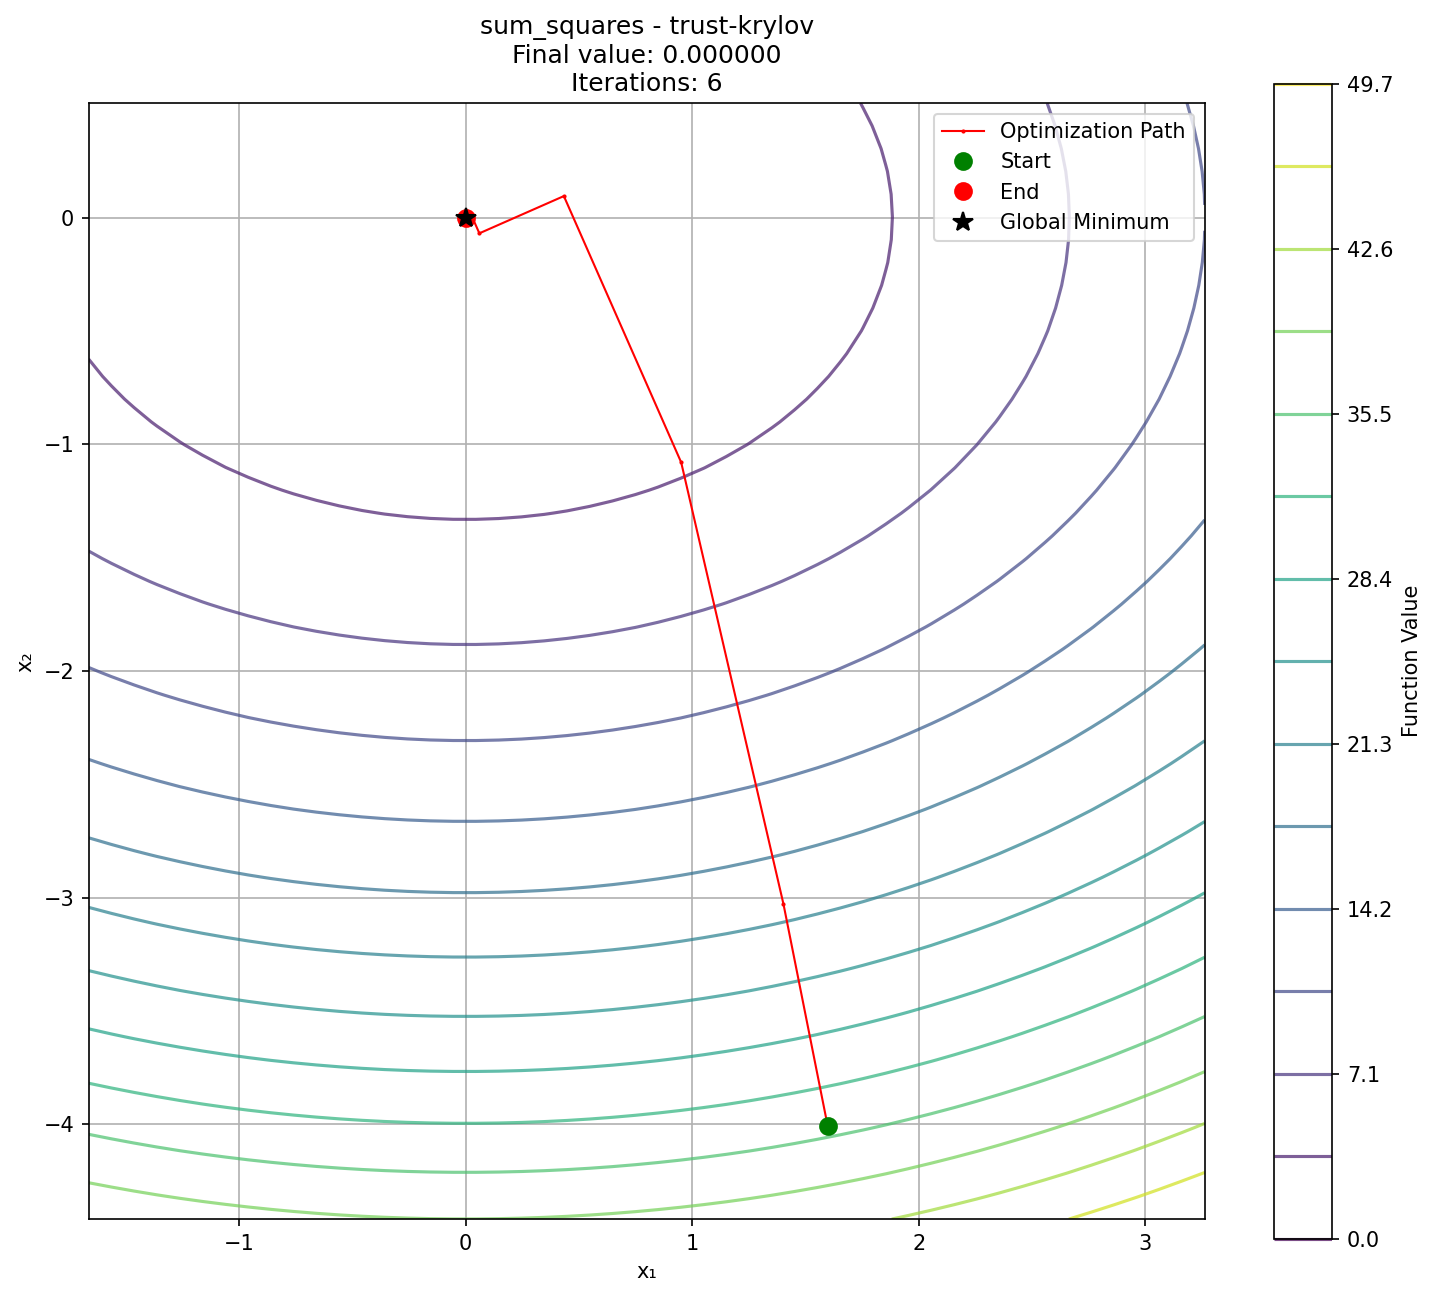 sum_squares - trust-krylov
Final value: 0.000000
Iterations: 6
Optimization Path
Start
End
Global Minimum
0
−1
−2
−3
−4
x₂
−1
0
1
2
3
x₁
49.7
42.6
35.5
28.4
21.3
14.2
7.1
0.0
Function Value